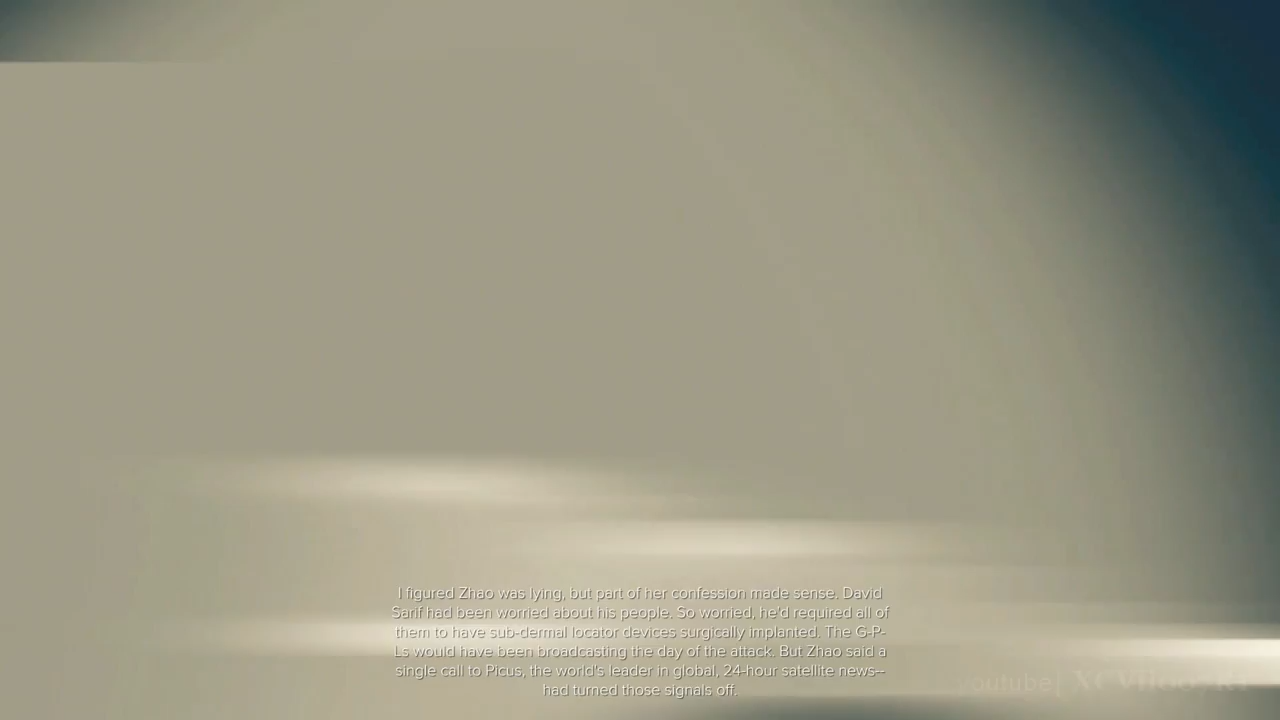 I figured Zhao was lying, but part of her confession made sense. David
Sarif had been worried about his people. So worried, he'd required all of
them to have sub-dermal locator devices surgically implanted. The G-P-
Ls would have been broadcasting the day of the attack. But Zhao said a
single call to Picus, the world's leader in global, 24-hour satellite news--
had turned those signals off.
youtube|